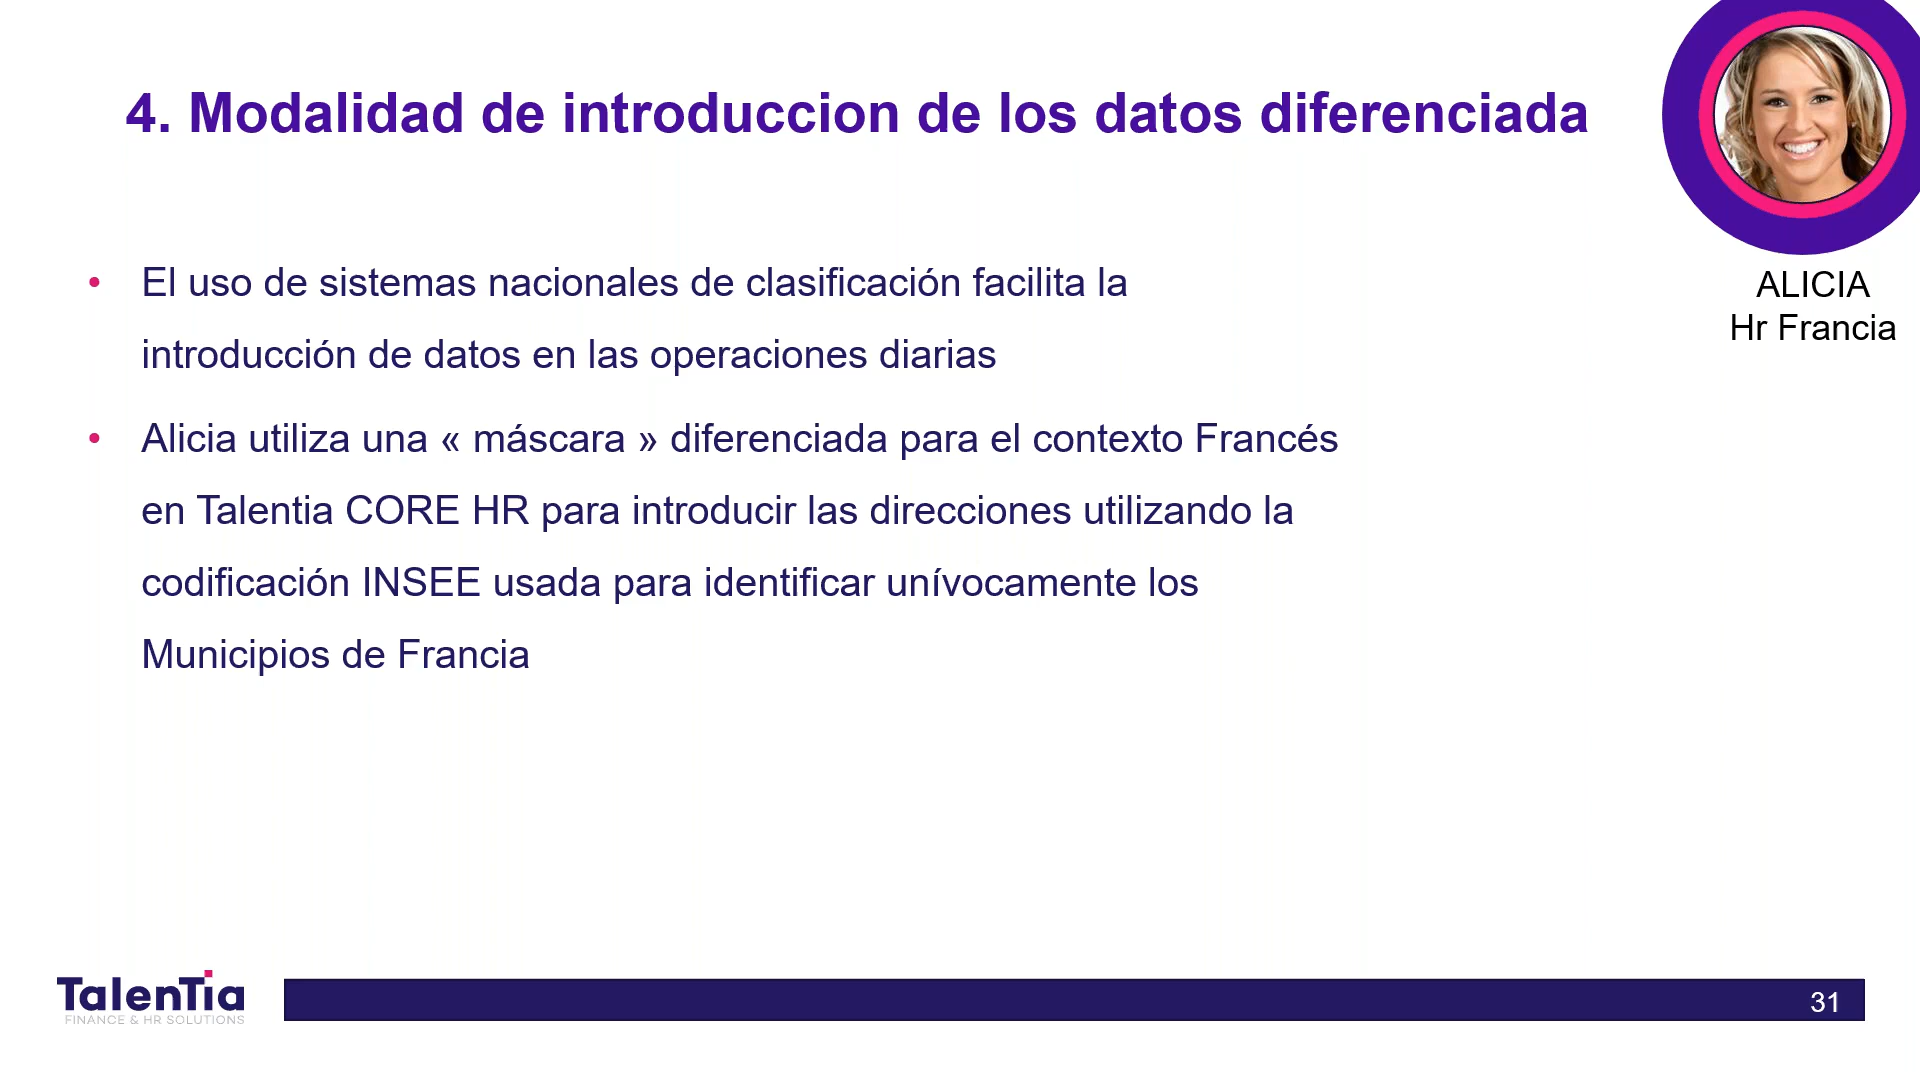 4. Modalidad de introduccion de los datos diferenciada
ALICIA
Hr Francia
• El uso de sistemas nacionales de clasificación facilita la
introducción de datos en las operaciones diarias
• Alicia utiliza una « máscara » diferenciada para el contexto Francés
en Talentia CORE HR para introducir las direcciones utilizando la
codificación INSEE usada para identificar unívocamente los
Municipios de Francia
TalenTia
FINANCE & HR SOLUTIONS
31